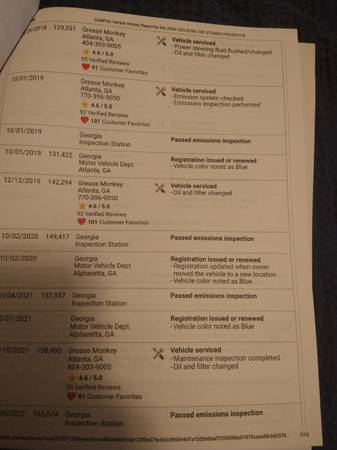 CARFAX Vehicle History Report for this 2009 LEXUS RX 350
/2018 129,331 Grease Monkey
Atlanta, GA
404-303-9005
4.6 / 5.0
95 Verified Reviews
91 Customer Favorites
Vehicle serviced
- Power steering fluid flushed/changed
- Oil and filter changed
10/01/2019 Grease Monkey
Atlanta, GA
770-396-9050
4.6 / 5.0
92 Verified Reviews
101 Customer Favorites
Vehicle serviced
- Emission system checked
- Emissions inspection performed
10/01/2019 Georgia
Inspection Station
Passed emissions inspection
10/01/2019 131,422 Georgia
Motor Vehicle Dept.
Atlanta, GA
Registration issued or renewed
- Vehicle color noted as Blue
12/12/2019 142,294 Grease Monkey
Atlanta, GA
770-396-9050
4.6 / 5.0
92 Verified Reviews
101 Customer Favorites
Vehicle serviced
- Oil and filter changed
10/02/2020 149,417 Georgia
Inspection Station
Passed emissions inspection
10/02/2020 Georgia
Motor Vehicle Dept.
Alpharetta, GA
Registration issued or renewed
- Registration updated when owner
moved the vehicle to a new location
- Vehicle color noted as Blue
0/04/2021 157,557 Georgia
Inspection Station
Passed emissions inspection
0/07/2021 Georgia
Motor Vehicle Dept.
Alpharetta, GA
Registration issued or renewed
- Vehicle color noted as Blue
/10/2021 158,490 Grease Monkey
Atlanta, GA
404-303-9005
4.6 / 5.0
95 Verified Reviews
91 Customer Favorites
Vehicle serviced
- Maintenance inspection completed
- Oil and filter changed
/2022 165,574 Georgia
Inspection Station
Passed emissions inspection
7/10